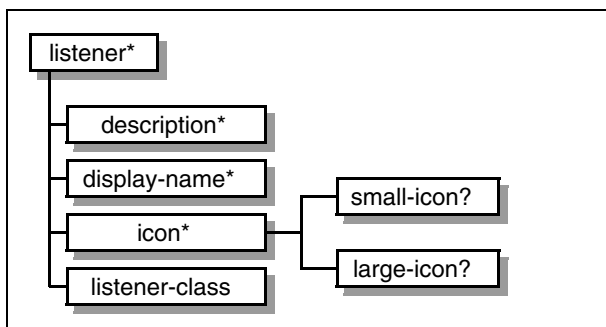 listener*
description*
display-name*
icon*
small-icon?
large-icon?
listener-class